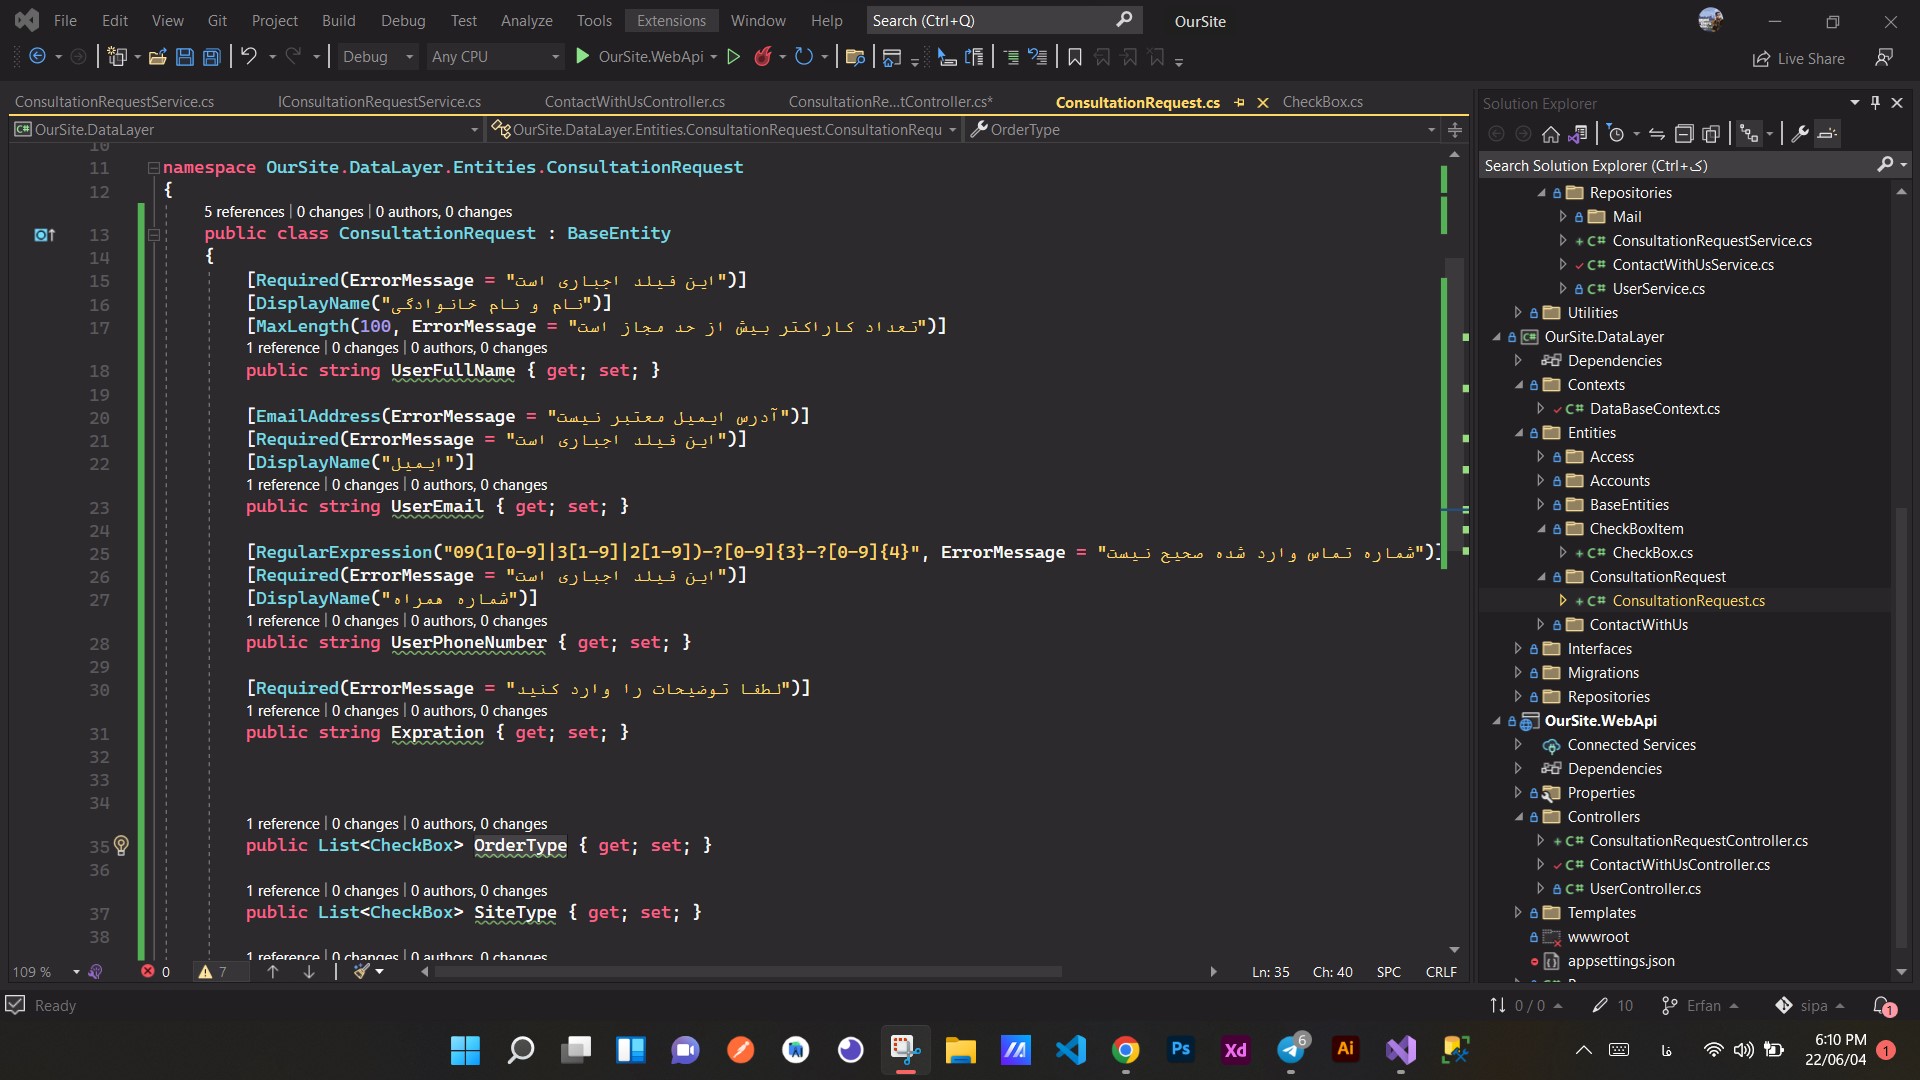 File Edit View Git Project Build Debug Test Analyze Tools Extensions Window Help Search (Ctrl+Q) OurSite
Debug Any CPU OurSite.WebApi Live Share
ConsultationRequestService.cs IConsultationRequestService.cs ContactWithUsController.cs ConsultationRe...tController.cs* ConsultationRequest.cs CheckBox.cs
OurSite.DataLayer OurSite.DataLayer.Entities.ConsultationRequest.ConsultationRequ OrderType
10
11 namespace OurSite.DataLayer.Entities.ConsultationRequest
12 {
5 references | 0 changes | 0 authors, 0 changes
13 public class ConsultationRequest : BaseEntity
14 {
15 [Required(ErrorMessage = "این فیلد اجباری است")]
16 [DisplayName("نام و نام خانوادگی")]
17 [MaxLength(100, ErrorMessage = "تعداد کاراکتر بیش از حد مجاز است")]
1 reference | 0 changes | 0 authors, 0 changes
18 public string UserFullName { get; set; }
19
20 [EmailAddress(ErrorMessage = "آدرس ایمیل معتبر نیست")]
21 [Required(ErrorMessage = "این فیلد اجباری است")]
22 [DisplayName("ایمیل")]
1 reference | 0 changes | 0 authors, 0 changes
23 public string UserEmail { get; set; }
24
25 [RegularExpression("09(1[0-9]|3[1-9]|2[1-9])-?[0-9]{3}-?[0-9]{4}", ErrorMessage = "شماره تماس وارد شده صحیح نیست")]
26 [Required(ErrorMessage = "این فیلد اجباری است")]
27 [DisplayName("شماره همراه")]
1 reference | 0 changes | 0 authors, 0 changes
28 public string UserPhoneNumber { get; set; }
29
30 [Required(ErrorMessage = "لطفا توضیحات را وارد کنید")]
1 reference | 0 changes | 0 authors, 0 changes
31 public string Expration { get; set; }
32
33
34
1 reference | 0 changes | 0 authors, 0 changes
35 public List<CheckBox> OrderType { get; set; }
36
1 reference | 0 changes | 0 authors, 0 changes
37 public List<CheckBox> SiteType { get; set; }
38
1 reference | 0 changes | 0 authors, 0 changes
109 % 0 7 Ln: 35 Ch: 40 SPC CRLF
Solution Explorer
Search Solution Explorer (Ctrl+ک)
Repositories
Mail
ConsultationRequestService.cs
ContactWithUsService.cs
UserService.cs
Utilities
OurSite.DataLayer
Dependencies
Contexts
DataBaseContext.cs
Entities
Access
Accounts
BaseEntities
CheckBoxItem
CheckBox.cs
ConsultationRequest
ConsultationRequest.cs
ContactWithUs
Interfaces
Migrations
Repositories
OurSite.WebApi
Connected Services
Dependencies
Properties
Controllers
ConsultationRequestController.cs
ContactWithUsController.cs
UserController.cs
Templates
wwwroot
appsettings.json
Ready 0 / 0 10 Erfan sipa 1
Ps Xd 6 Ai فا 6:10 PM 1
22/06/04